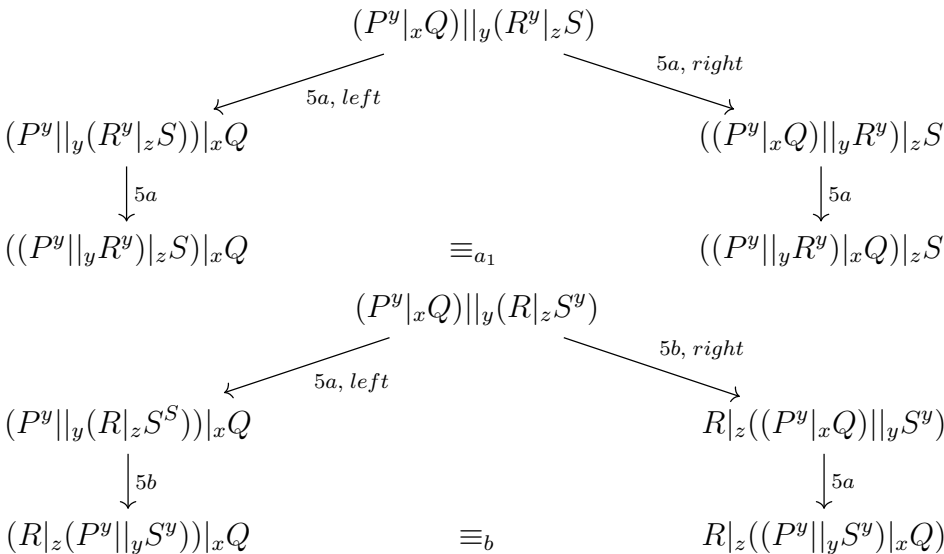 (P^y|_xQ)||_y(R^y|_zS)
5a, left 5a, right
(P^y||_y(R^y|_zS))|_xQ ((P^y|_xQ)||_yR^y)|_zS
5a 5a
((P^y||_yR^y)|_zS)|_xQ ≡_{a_1} ((P^y||_yR^y)|_xQ)|_zS
(P^y|_xQ)||_y(R|_zS^y)
5a, left 5b, right
(P^y||_y(R|_zS^S))|_xQ R|_z((P^y|_xQ)||_yS^y)
5b 5a
(R|_z(P^y||_yS^y))|_xQ ≡_b R|_z((P^y||_yS^y)|_xQ)